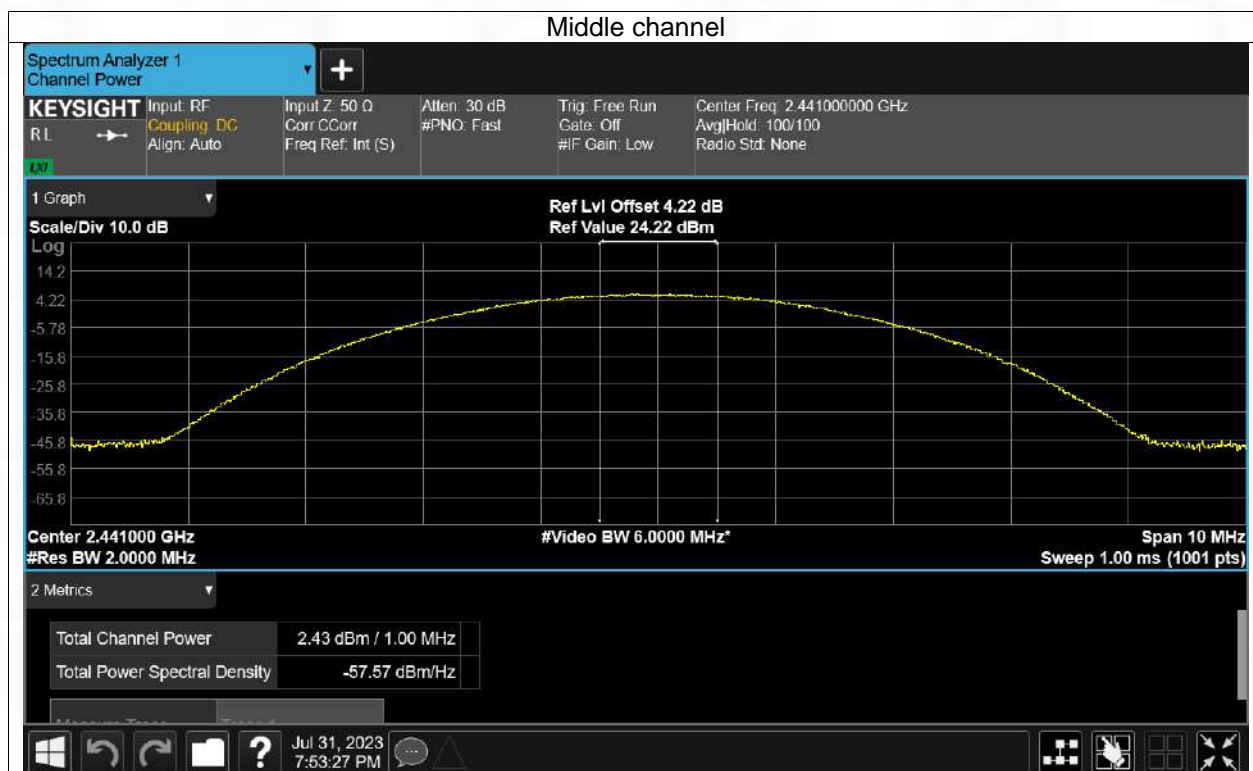 Middle channel
Spectrum Analyzer 1
Channel Power
+
KEYSIGHT Input: RF Input Z: 50 Ω Atten: 30 dB Trig: Free Run Center Freq: 2.441000000 GHz
RL Coupling: DC Corr CCorr #PNO: Fast Gate: Off Avg|Hold: 100/100
Align: Auto Freq Ref: Int (S) #IF Gain: Low Radio Std: None
LXI
1 Graph
Ref Lvl Offset 4.22 dB
Scale/Div 10.0 dB Ref Value 24.22 dBm
Log
14.2
4.22
-5.78
-15.8
-25.8
-35.8
-45.8
-55.8
-65.8
Center 2.441000 GHz #Video BW 6.0000 MHz* Span 10 MHz
#Res BW 2.0000 MHz Sweep 1.00 ms (1001 pts)
2 Metrics
Total Channel Power 2.43 dBm / 1.00 MHz
Total Power Spectral Density -57.57 dBm/Hz
? Jul 31, 2023
7:53:27 PM